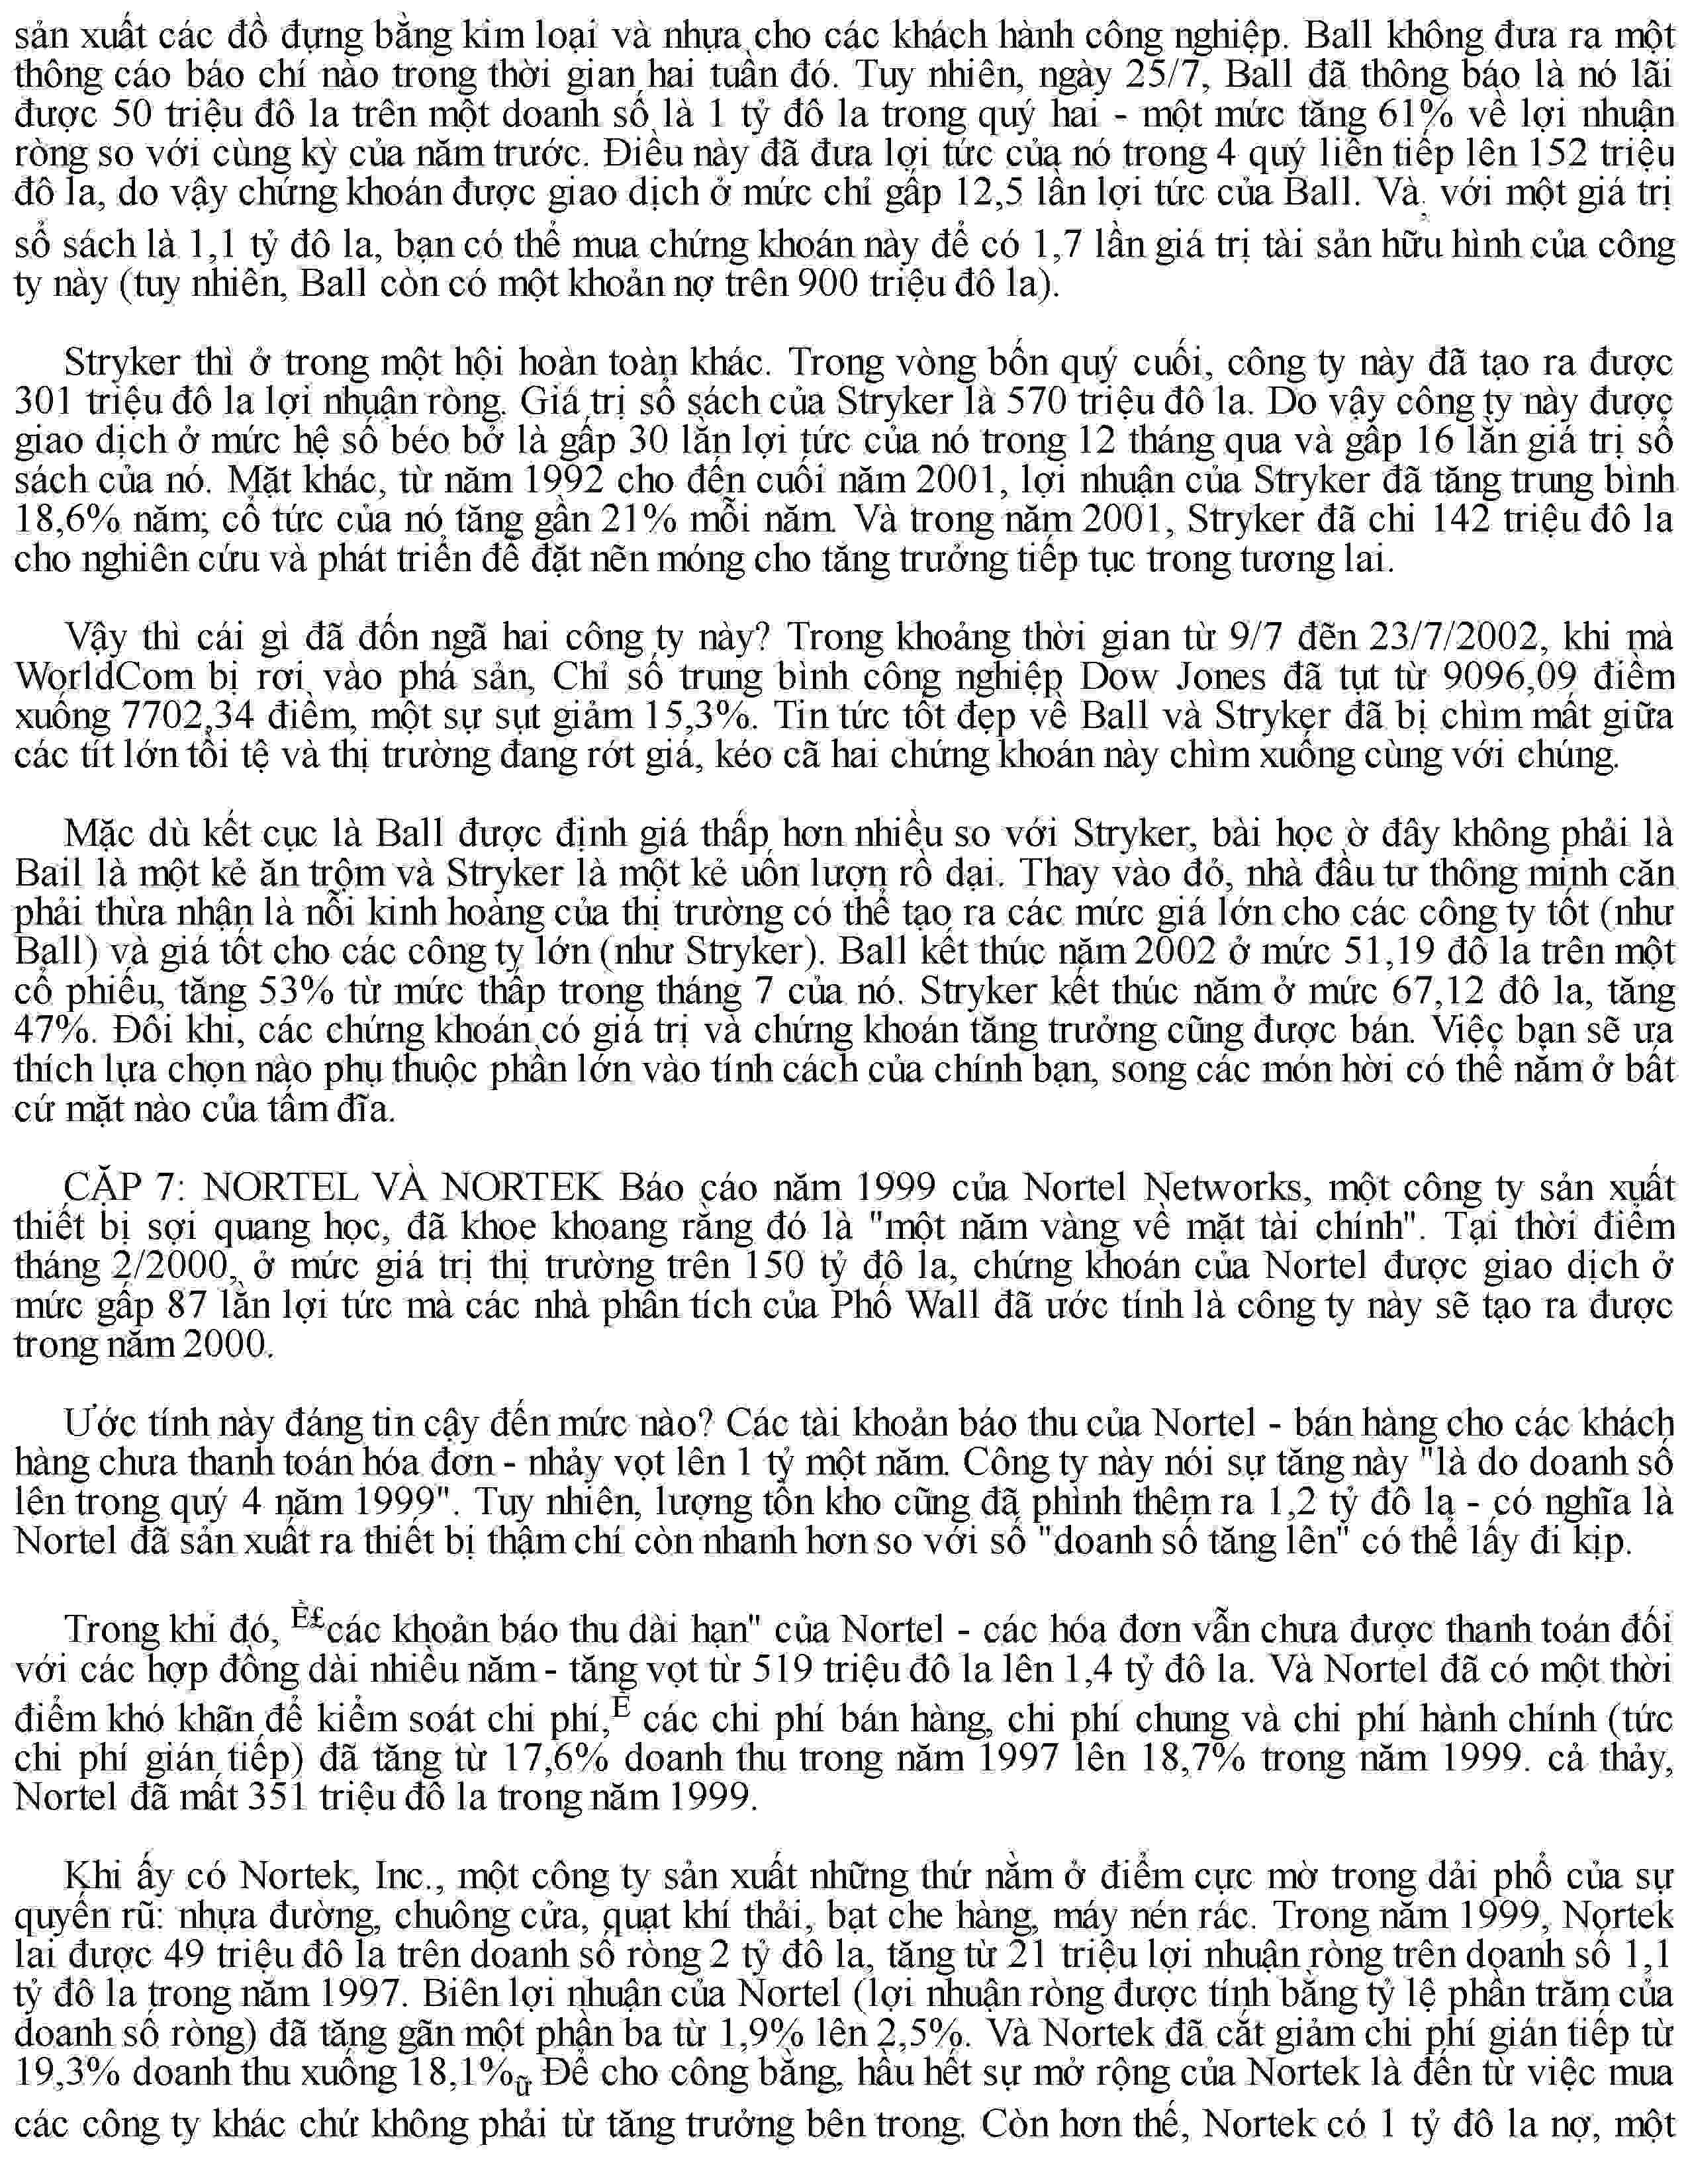 sản xuất các đồ đựng bằng kim loại và nhựa cho các khách hành công nghiệp. Ball không đưa ra một
thông cáo báo chí nào trong thời gian hai tuần đó. Tuy nhiên, ngày 25/7, Ball đã thông báo là nó lãi
được 50 triệu đô la trên một doanh số là 1 tỷ đô la trong quý hai - một mức tăng 61% về lợi nhuận
ròng so với cùng kỳ của năm trước. Điều này đã đưa lợi tức của nó trong 4 quý liền tiếp lên 152 triệu
đô la, do vậy chứng khoán được giao dịch ở mức chỉ gấp 12,5 lần lợi tức của Ball. Và, với một giá trị
sổ sách là 1,1 tỷ đô la, bạn có thể mua chứng khoán này để có 1,7 lần giá trị tài sản hữu hình của công
ty này (tuy nhiên, Ball còn có một khoản nợ trên 900 triệu đô la).
Stryker thì ở trong một hội hoàn toàn khác. Trong vòng bốn quý cuối, công ty này đã tạo ra được
301 triệu đô la lợi nhuận ròng. Giá trị sổ sách của Stryker là 570 triệu đô la. Do vậy công ty này được
giao dịch ở mức hệ số béo bở là gấp 30 lần lợi tức của nó trong 12 tháng qua và gấp 16 lần giá trị sổ
sách của nó. Mặt khác, từ năm 1992 cho đến cuối năm 2001, lợi nhuận của Stryker đã tăng trung bình
18,6% năm; cổ tức của nó tăng gần 21% mỗi năm. Và trong năm 2001, Stryker đã chi 142 triệu đô la
cho nghiên cứu và phát triển để đặt nẽn móng cho tăng trưởng tiếp tục trong tương lai.
Vậy thì cái gì đã đốn ngã hai công ty này? Trong khoảng thời gian từ 9/7 đẽn 23/7/2002, khi mà
WorldCom bị rơi vào phá sản, Chỉ số trung bình công nghiệp Dow Jones đã tụt từ 9096,09 điểm
xuống 7702,34 điểm, một sự sụt giảm 15,3%. Tin tức tốt đẹp về Ball và Stryker đã bị chìm mất giữa
các tít lớn tồi tệ và thị trường đang rớt giá, kéo cã hai chứng khoán này chìm xuống cùng với chúng.
Mặc dù kết cục là Ball được định giá thấp hơn nhiều so với Stryker, bài học ờ đây không phải là
Bail là một kẻ ăn trộm và Stryker là một kẻ uốn lượn rồ dại. Thay vào đỏ, nhà đầu tư thông minh căn
phải thừa nhận là nỗi kinh hoàng của thị trường có thể tạo ra các mức giá lớn cho các công ty tốt (như
Ball) và giá tốt cho các công ty lớn (như Stryker). Ball kết thúc năm 2002 ở mức 51,19 đô la trên một
cổ phiếu, tăng 53% từ mức thấp trong tháng 7 của nó. Stryker kết thúc năm ở mức 67,12 đô la, tăng
47%. Đôi khi, các chứng khoán có giá trị và chứng khoán tăng trưởng cũng được bán. Việc bạn sẽ ưa
thích lựa chọn nào phụ thuộc phần lớn vào tính cách của chính bạn, song các món hời có thể nằm ở bất
cứ mặt nào của tấm đĩa.
CẶP 7: NORTEL VÀ NORTEK Báo cáo năm 1999 của Nortel Networks, một công ty sản xuất
thiết bị sợi quang học, đã khoe khoang rằng đó là "một năm vàng về mặt tài chính". Tại thời điểm
tháng 2/2000, ở mức giá trị thị trường trên 150 tỷ đô la, chứng khoán của Nortel được giao dịch ở
mức gấp 87 lần lợi tức mà các nhà phân tích của Phố Wall đã ước tính là công ty này sẽ tạo ra được
trong năm 2000.
Ước tính này đáng tin cậy đến mức nào? Các tài khoản báo thu của Nortel - bán hàng cho các khách
hàng chưa thanh toán hóa đơn - nhảy vọt lên 1 tỷ một năm. Công ty này nói sự tăng này "là do doanh số
lên trong quý 4 năm 1999". Tuy nhiên, lượng tồn kho cũng đã phình thêm ra 1,2 tỷ đô la - có nghĩa là
Nortel đã sản xuất ra thiết bị thậm chí còn nhanh hơn so với số "doanh số tăng lên" có thể lấy đi kịp.
Trong khi đó, È£các khoản báo thu dài hạn" của Nortel - các hóa đơn vẫn chưa được thanh toán đối
với các hợp đồng dài nhiều năm - tăng vọt từ 519 triệu đô la lên 1,4 tỷ đô la. Và Nortel đã có một thời
điểm khó khãn để kiểm soát chi phí,È các chi phí bán hàng, chi phí chung và chi phí hành chính (tức
chi phí gián tiếp) đã tăng từ 17,6% doanh thu trong năm 1997 lên 18,7% trong năm 1999. cả thảy,
Nortel đã mất 351 triệu đô la trong năm 1999.
Khi ấy có Nortek, Inc., một công ty sản xuất những thứ nằm ở điểm cực mờ trong dải phổ của sự
quyến rũ: nhựa đường, chuông cửa, quạt khí thải, bạt che hàng, máy nén rác. Trong năm 1999, Nortek
lai được 49 triệu đô la trên doanh số ròng 2 tỷ đô la, tăng từ 21 triệu lợi nhuận ròng trên doanh số 1,1
tỷ đô la trong năm 1997. Biên lợi nhuận của Nortel (lợi nhuận ròng được tính bằng tỷ lệ phần trăm của
doanh số ròng) đã tăng gãn một phần ba từ 1,9% lên 2,5%. Và Nortek đã cắt giảm chi phí gián tiếp từ
19,3% doanh thu xuống 18,1%ữ Để cho công bằng, hầu hết sự mở rộng của Nortek là đến từ việc mua
các công ty khác chứ không phải từ tăng trưởng bên trong. Còn hơn thế, Nortek có 1 tỷ đô la nợ, một